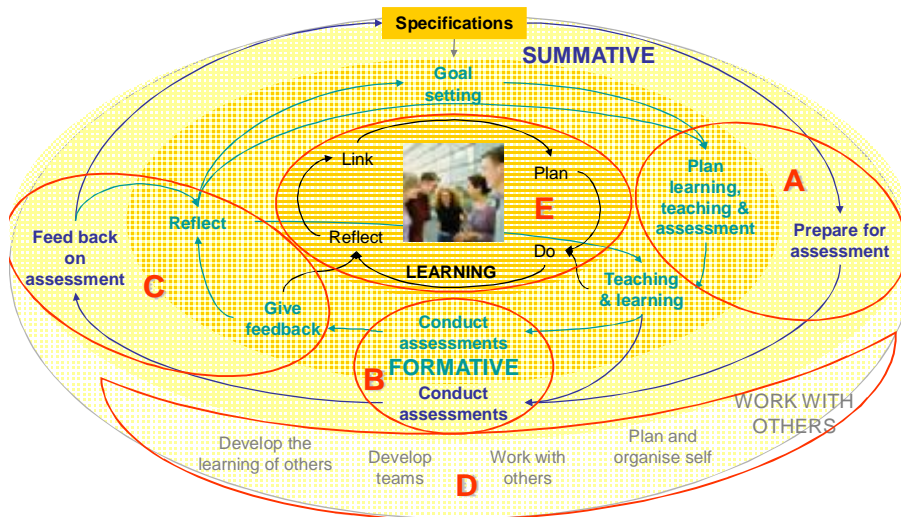 Specifications
SUMMATIVE
Goal
setting
Link
Plan
Plan
learning,
teaching &
assessment
A
E
Reflect
Reflect
Feed back
on
assessment
Prepare for
assessment
Do
LEARNING
Teaching
& learning
C
Give
feedback
Conduct
assessments
FORMATIVE
B
Conduct
assessments
WORK WITH
OTHERS
Develop the
learning of others
Develop
teams
Work with
others
Plan and
organise self
D